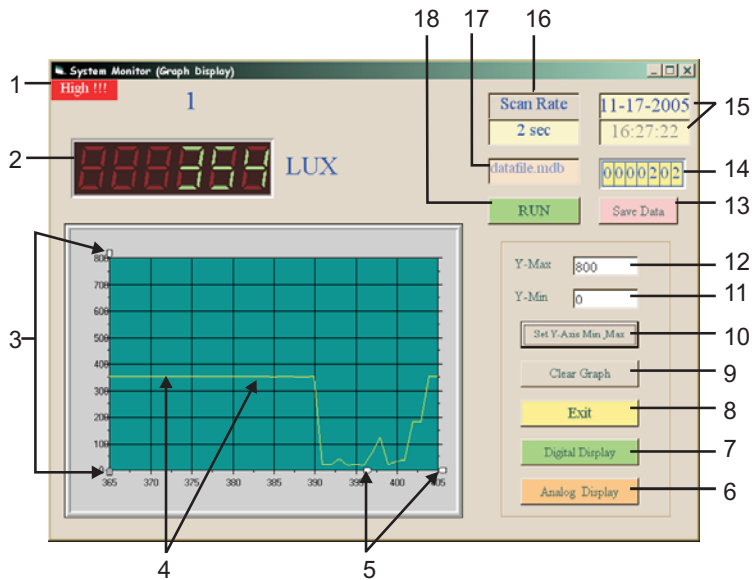 18 17 16
System Monitor (Graph Display)
1
High !!!
1
Scan Rate
11-17-2005
15
2 sec
16:27:22
2
354
LUX
datafile.mdb
0000202
14
RUN
Save Data
13
3
800
700
600
500
400
300
200
100
0
365 370 375 380 385 390 395 400 405
Y-Max 800
12
Y-Min 0
11
Set Y-Axis Min ,Max
10
Clear Graph
9
Exit
8
Digital Display
7
Analog Display
6
4 5